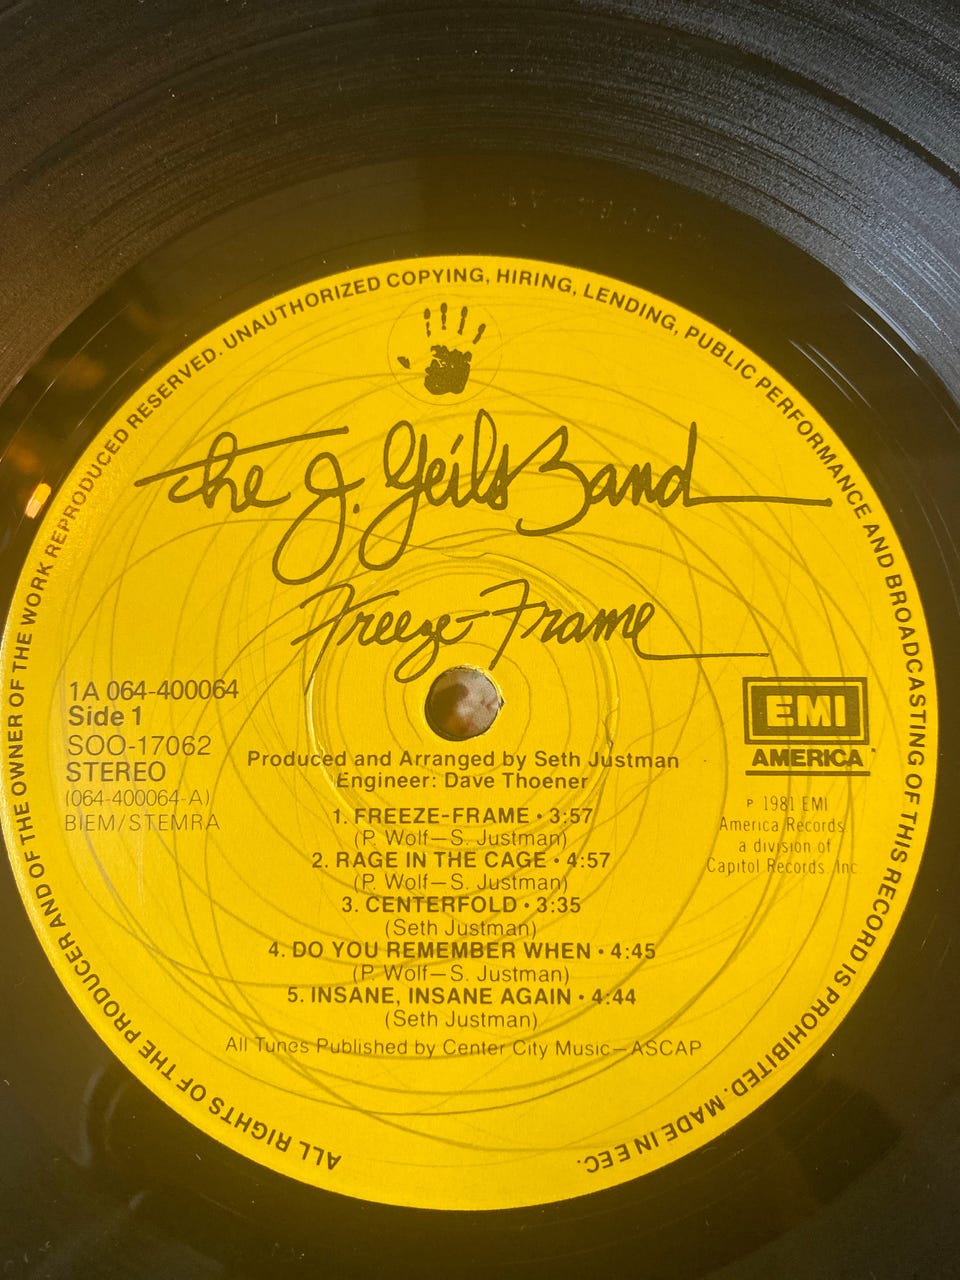 ALL RIGHTS OF THE PRODUCER AND OF THE OWNER OF THE WORK REPRODUCED RESERVED. UNAUTHORIZED COPYING, HIRING, LENDING, PUBLIC PERFORMANCE AND BROADCASTING OF THIS RECORD IS PROHIBITED. MADE IN EEC.
The J. Geils Band
Freeze-Frame
1A 064-400064
Side 1
SOO-17062
STEREO
(064-400064-A)
BIEM/STEMRA
EMI
AMERICA
℗ 1981 EMI
America Records
a division of
Capitol Records. Inc
Produced and Arranged by Seth Justman
Engineer: Dave Thoener
1. FREEZE-FRAME • 3:57
(P. Wolf—S. Justman)
2. RAGE IN THE CAGE • 4:57
(P. Wolf—S. Justman)
3. CENTERFOLD • 3:35
(Seth Justman)
4. DO YOU REMEMBER WHEN • 4:45
(P. Wolf—S. Justman)
5. INSANE, INSANE AGAIN • 4:44
(Seth Justman)
All Tunes Published by Center City Music—ASCAP